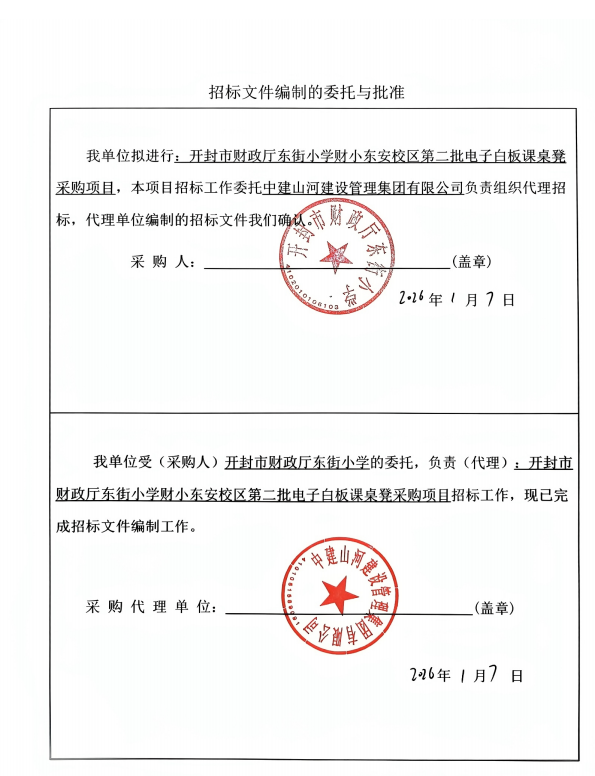 招标文件编制的委托与批准
我单位拟进行：开封市财政厅东街小学财小东安校区第二批电子白板课桌凳
采购项目，本项目招标工作委托中建山河建设管理集团有限公司负责组织代理招
标，代理单位编制的招标文件我们确认。
采 购 人：(盖章)
开封市财政厅东街小学
4102010106103
2026年 1 月 7 日
我单位受（采购人）开封市财政厅东街小学的委托，负责（代理）：开封市
财政厅东街小学财小东安校区第二批电子白板课桌凳采购项目招标工作，现已完
成招标文件编制工作。
采 购 代 理 单 位：(盖章)
中建山河建设管理集团有限公司
2026年 1 月 7 日